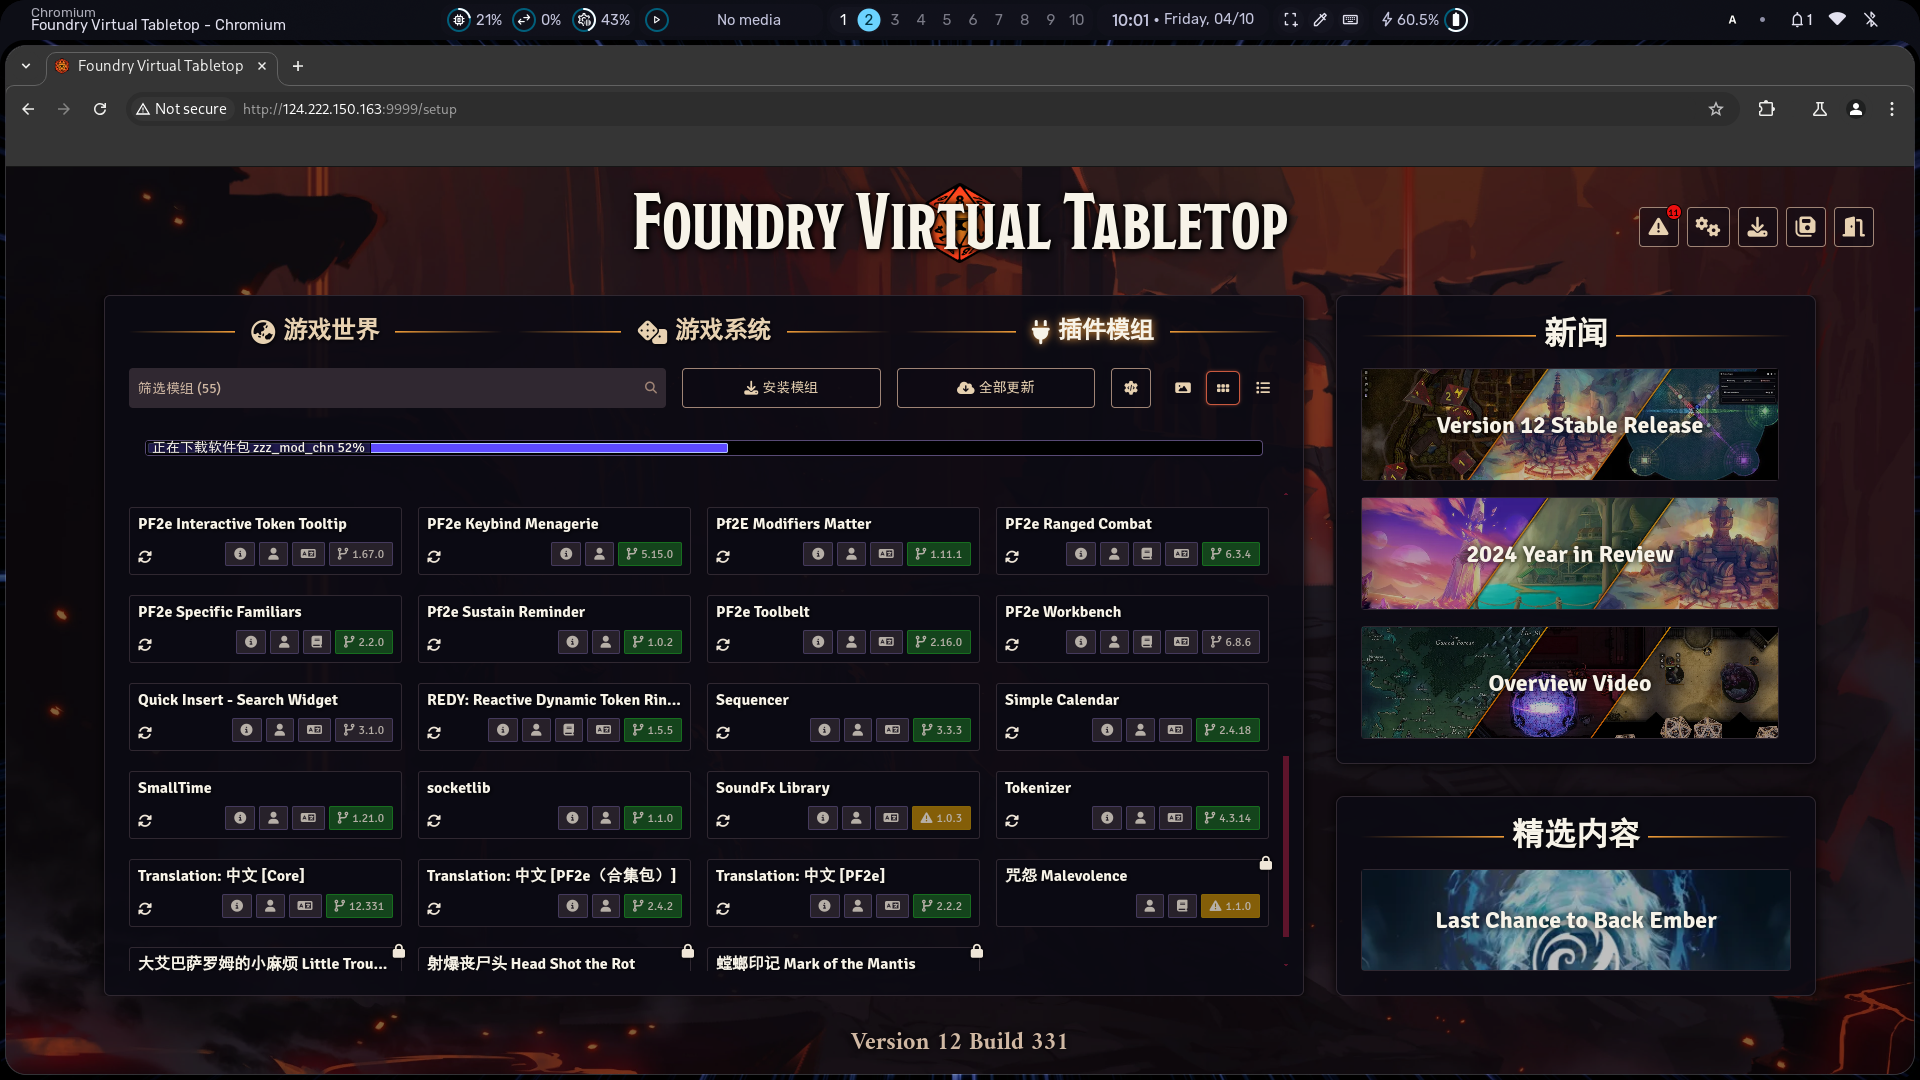 Chromium
Foundry Virtual Tabletop - Chromium
21%
0%
43%
No media
1 2 3 4 5 6 7 8 9 10
10:01 • Friday, 04/10
60.5%
A
1
Foundry Virtual Tabletop
Not secure
http://124.222.150.163:9999/setup
Foundry Virtual Tabletop
11
游戏世界
游戏系统
插件模组
筛选模组 (55)
安装模组
全部更新
正在下载软件包 zzz_mod_chn 52%
PF2e Interactive Token Tooltip
1.67.0
PF2e Keybind Menagerie
5.15.0
Pf2E Modifiers Matter
1.11.1
PF2e Ranged Combat
6.3.4
PF2e Specific Familiars
2.2.0
Pf2e Sustain Reminder
1.0.2
PF2e Toolbelt
2.16.0
PF2e Workbench
6.8.6
Quick Insert - Search Widget
3.1.0
REDY: Reactive Dynamic Token Rin...
1.5.5
Sequencer
3.3.3
Simple Calendar
2.4.18
SmallTime
1.21.0
socketlib
1.1.0
SoundFx Library
1.0.3
Tokenizer
4.3.14
Translation: 中文 [Core]
12.331
Translation: 中文 [PF2e（合集包）]
2.4.2
Translation: 中文 [PF2e]
2.2.2
咒怨 Malevolence
1.1.0
大艾巴萨罗姆的小麻烦 Little Trou...
射爆丧尸头 Head Shot the Rot
螳螂印记 Mark of the Mantis
新闻
Version 12 Stable Release
2024 Year in Review
Overview Video
精选内容
Last Chance to Back Ember
Version 12 Build 331